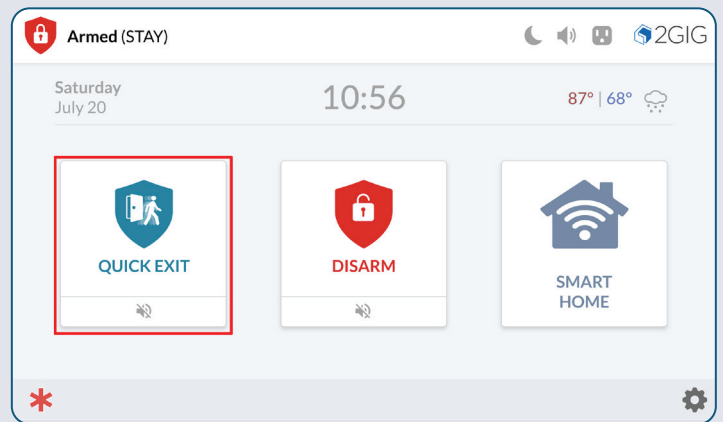 Armed (STAY)
2GIG
Saturday
July 20
10:56
87° | 68°
QUICK EXIT
DISARM
SMART
HOME